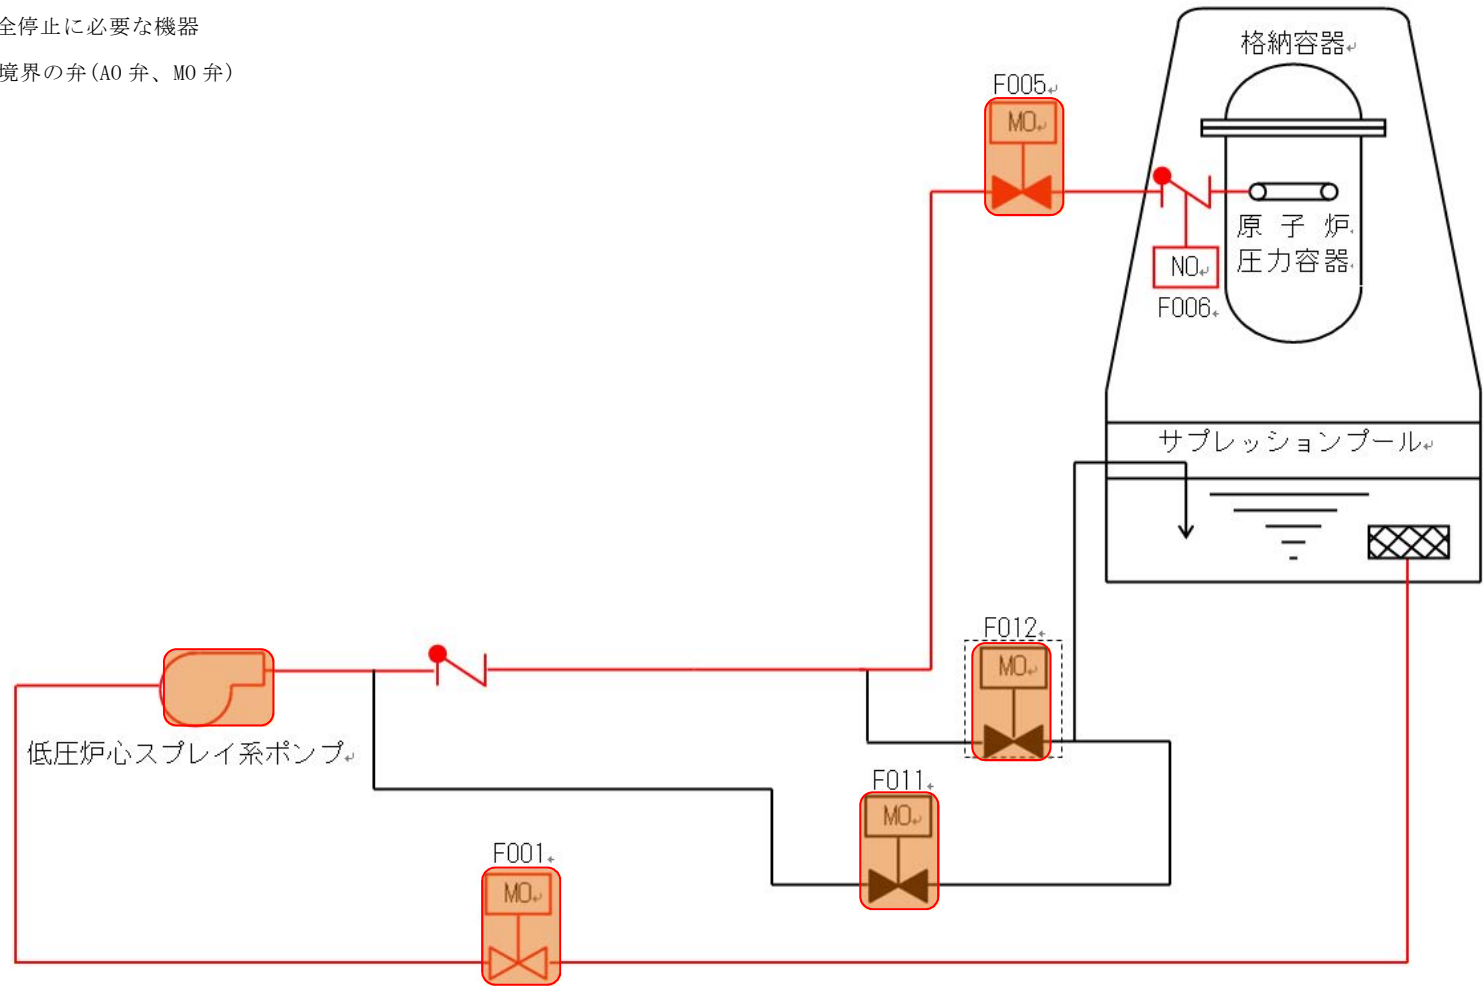 全停止に必要な機器
境界の弁(AO 弁、MO 弁)
格納容器
F005
MO
原子炉
圧力容器
NO
F006
サプレッションプール
F012
MO
低圧炉心スプレイ系ポンプ
F011
MO
F001
MO